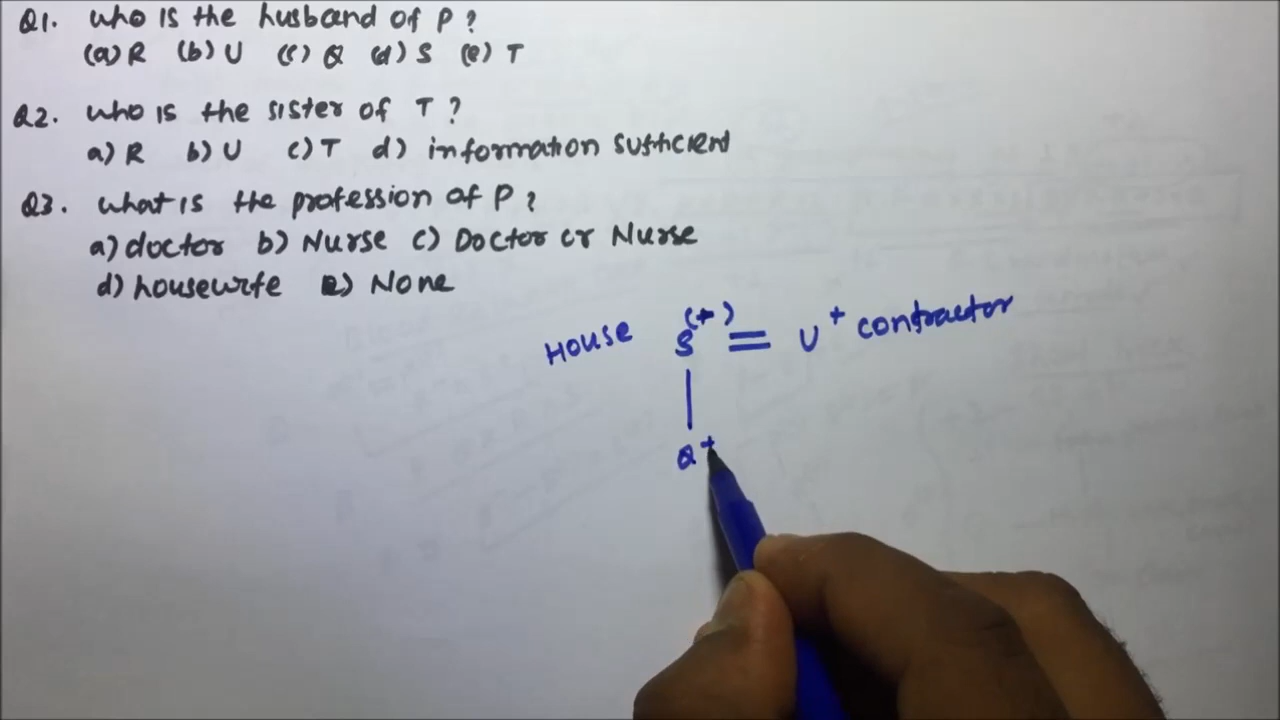 Q1. who is the husband of P?
(a) R (b) U (c) Q (d) S (e) T
Q2. who is the sister of T?
a) R b) U c) T d) information sufficient
Q3. what is the profession of P?
a) doctor b) Nurse c) Doctor or Nurse
d) housewife e) None
House S(+) = U+ contractor
Q+